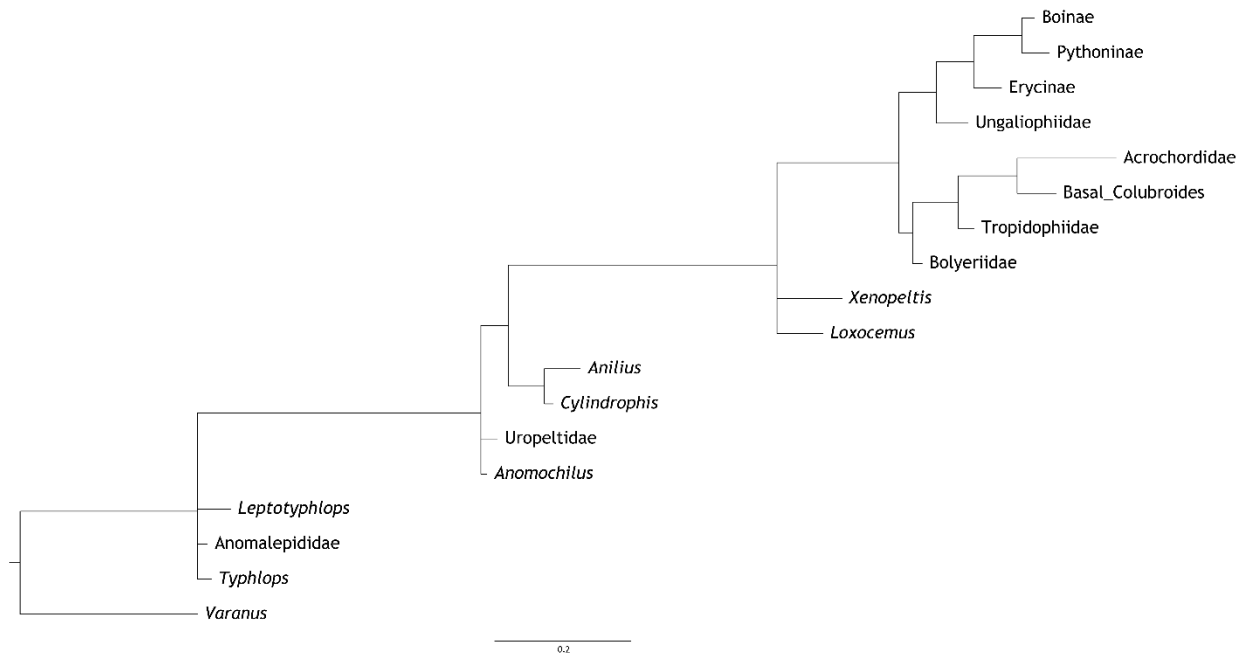 Boinae
Pythoninae
Erycinae
Ungaliophiidae
Acrochordidae
Basal_Colubroides
Tropidophiidae
Bolyeriidae
Xenopeltis
Loxocemus
Anilius
Cylindrophis
Uropeltidae
Anomochilus
Leptotyphlops
Anomalepididae
Typhlops
Varanus
0.2